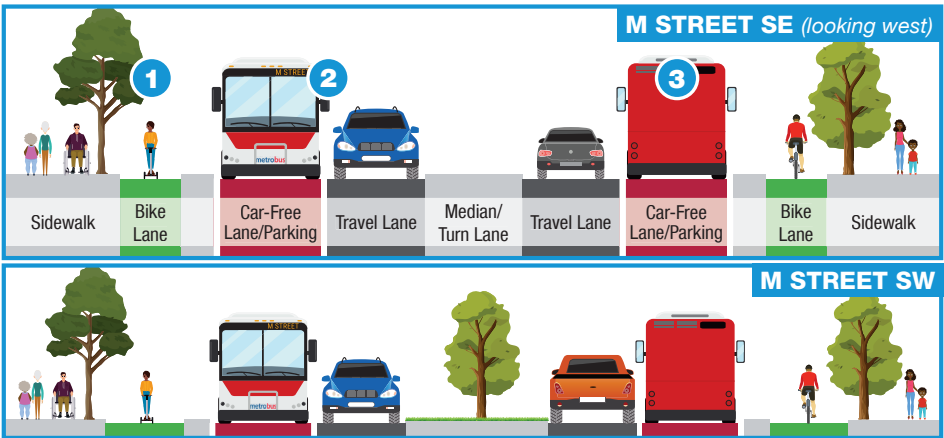 M STREET SE (looking west)
1
2
3
M STREET
metrobus
Sidewalk
Bike
Lane
Car-Free
Lane/Parking
Travel Lane
Median/
Turn Lane
Travel Lane
Car-Free
Lane/Parking
Bike
Lane
Sidewalk
M STREET SW
M STREET
metrobus